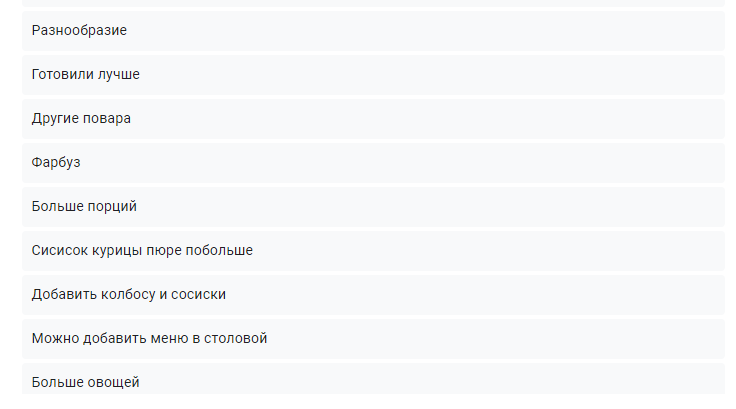 Разнообразие
Готовили лучше
Другие повара
Фарбуз
Больше порций
Сисисок курицы пюре побольше
Добавить колбосу и сосиски
Можно добавить меню в столовой
Больше овощей